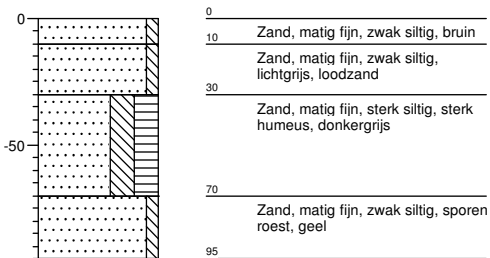 0
0
Zand, matig fijn, zwak siltig, bruin
10
Zand, matig fijn, zwak siltig,
lichtgrijs, loodzand
30
Zand, matig fijn, sterk siltig, sterk
humeus, donkergrijs
-50
70
Zand, matig fijn, zwak siltig, sporen
roest, geel
95